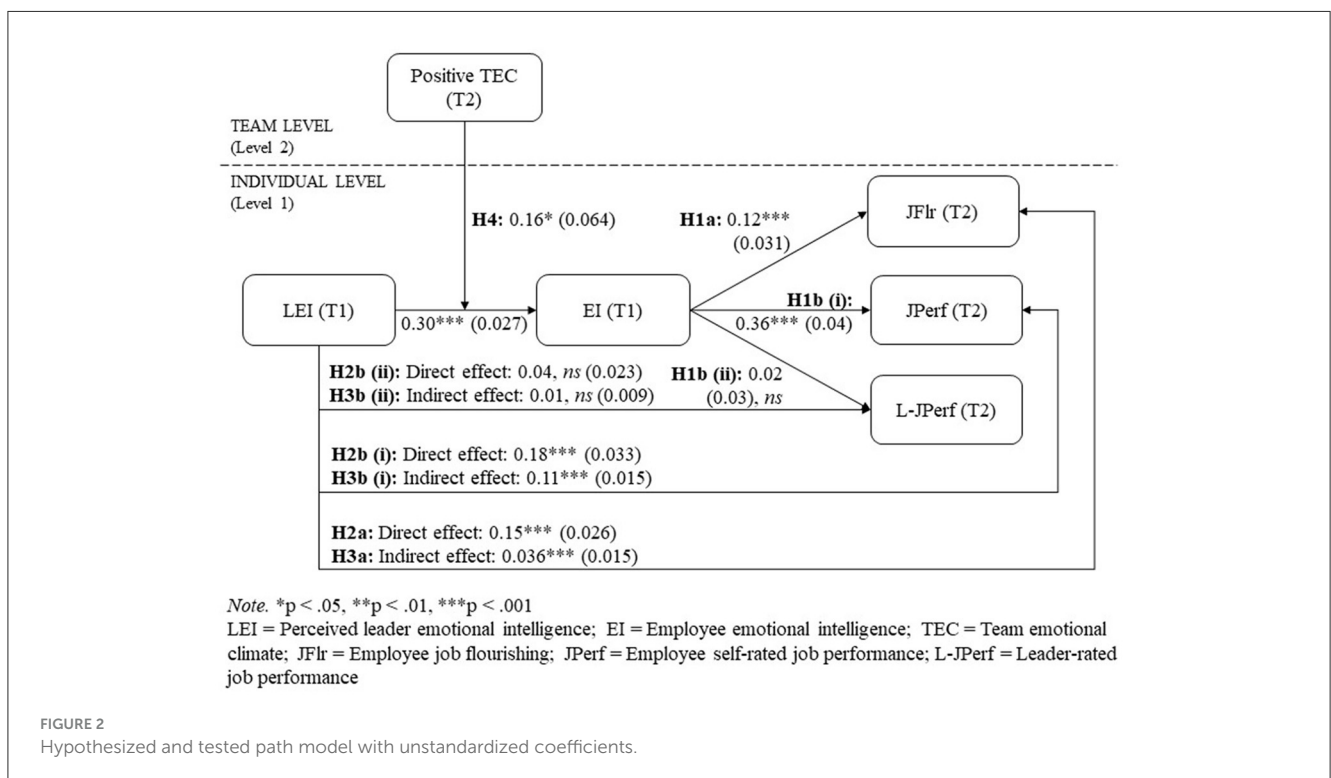 Positive TEC
(T2)
TEAM LEVEL
(Level 2)
INDIVIDUAL LEVEL
(Level 1)
H4: 0.16* (0.064)
H1a: 0.12***
(0.031)
JFlr (T2)
LEI (T1)
0.30*** (0.027)
EI (T1)
H1b (i):
0.36*** (0.04)
JPerf (T2)
H2b (ii): Direct effect: 0.04, ns (0.023)
H3b (ii): Indirect effect: 0.01, ns (0.009)
H1b (ii): 0.02
(0.03), ns
L-JPerf (T2)
H2b (i): Direct effect: 0.18*** (0.033)
H3b (i): Indirect effect: 0.11*** (0.015)
H2a: Direct effect: 0.15*** (0.026)
H3a: Indirect effect: 0.036*** (0.015)
Note. *p < .05, **p < .01, ***p < .001
LEI = Perceived leader emotional intelligence; EI = Employee emotional intelligence; TEC = Team emotional
climate; JFlr = Employee job flourishing; JPerf = Employee self-rated job performance; L-JPerf = Leader-rated
job performance
FIGURE 2
Hypothesized and tested path model with unstandardized coefficients.